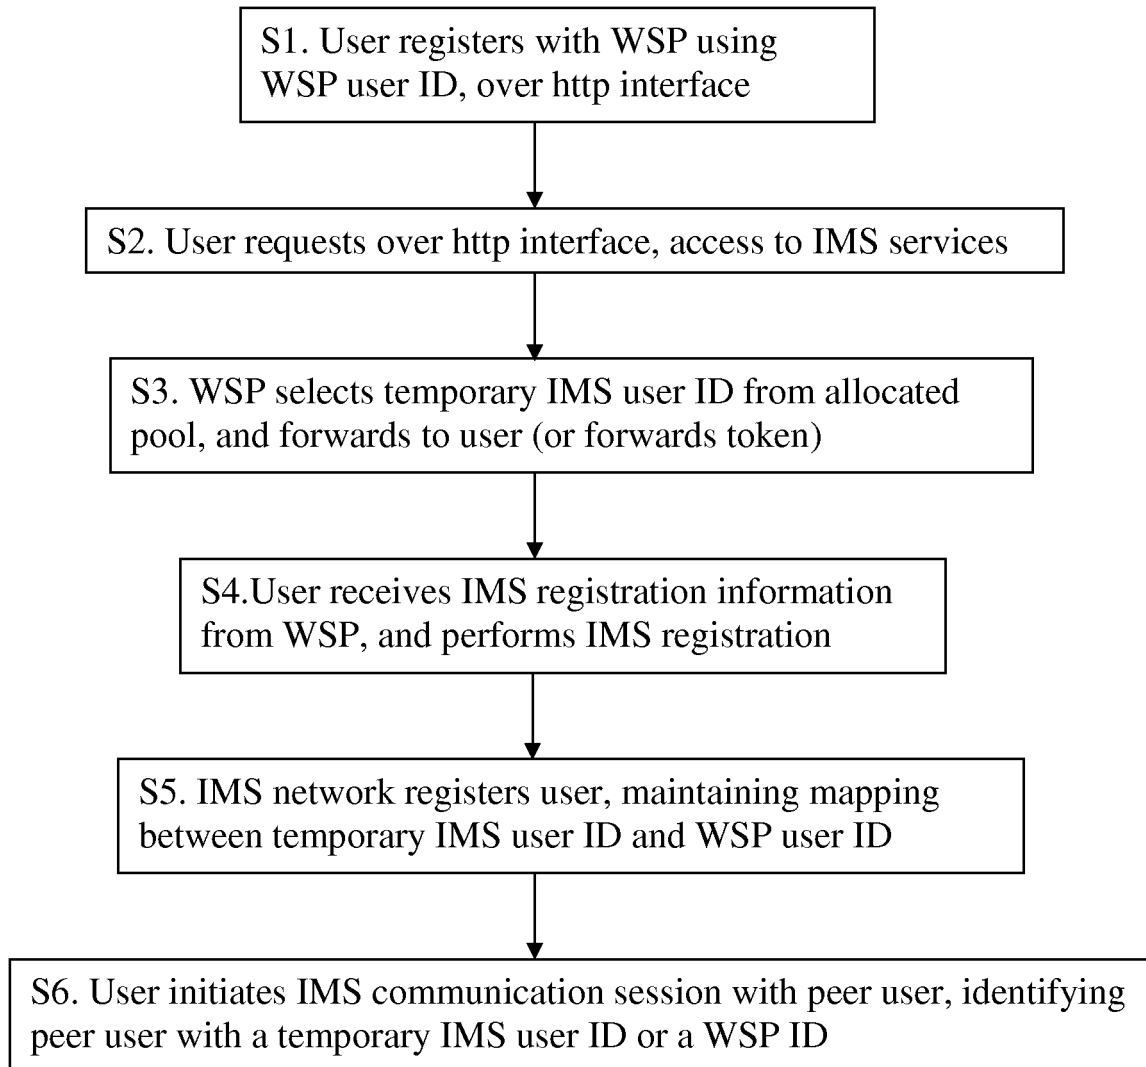 S1. User registers with WSP using
WSP user ID, over http interface
S2. User requests over http interface, access to IMS services
S3. WSP selects temporary IMS user ID from allocated
pool, and forwards to user (or forwards token)
S4.User receives IMS registration information
from WSP, and performs IMS registration
S5. IMS network registers user, maintaining mapping
between temporary IMS user ID and WSP user ID
S6. User initiates IMS communication session with peer user, identifying
peer user with a temporary IMS user ID or a WSP ID